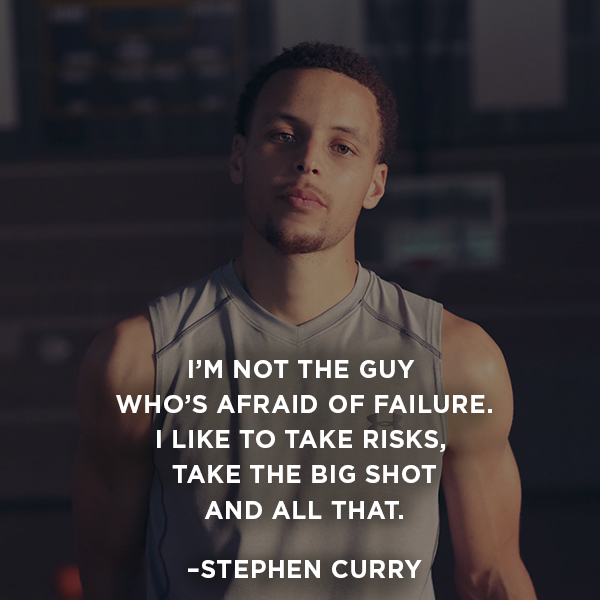 I'M NOT THE GUY
WHO'S AFRAID OF FAILURE.
I LIKE TO TAKE RISKS,
TAKE THE BIG SHOT
AND ALL THAT.
–STEPHEN CURRY